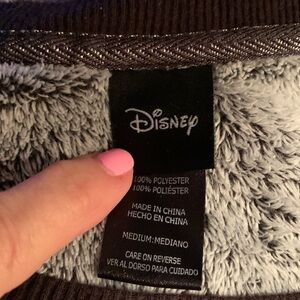 Disney
100% POLYESTER
100% POLIÉSTER
MADE IN CHINA
HECHO EN CHINA
MEDIUM:MEDIANO
CARE ON REVERSE
VER AL DORSO PARA CUIDADO